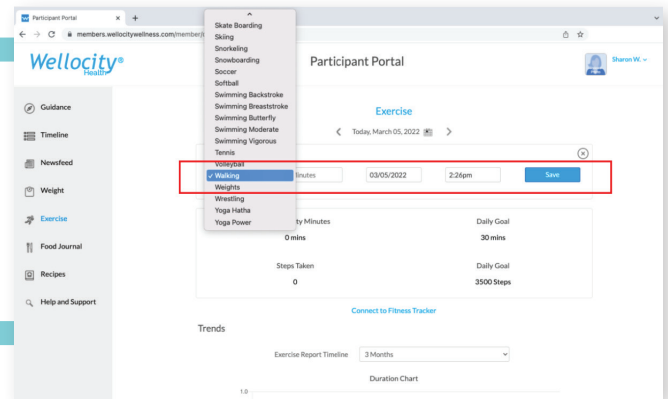 Participant Portal
members.wellocitywellness.com/member/
Wellocity®
Health
Participant Portal
Sharon W.
Guidance
Timeline
Newsfeed
Weight
Exercise
Food Journal
Recipes
Help and Support
Skate Boarding
Skiing
Snorkeling
Snowboarding
Soccer
Softball
Swimming Backstroke
Swimming Breaststroke
Swimming Butterfly
Swimming Moderate
Swimming Vigorous
Tennis
Volleyball
✓ Walking
Weights
Wrestling
Yoga Hatha
Yoga Power
Exercise
Today, March 05, 2022
03/05/2022
2:26pm
Save
Minutes
0 mins
Daily Goal
30 mins
Steps Taken
0
Daily Goal
3500 Steps
Connect to Fitness Tracker
Trends
Exercise Report Timeline
3 Months
Duration Chart
1.0